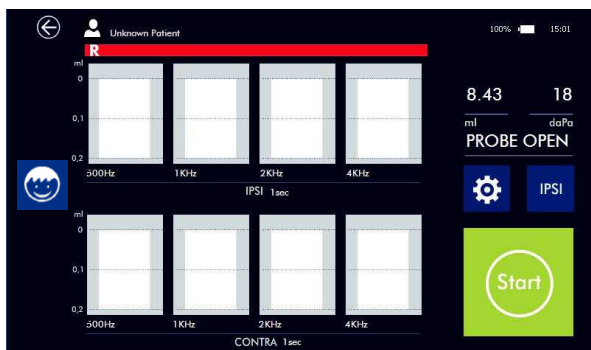 Unknown Patient
100% 15:01
R
ml
0
0,1
0,2
500Hz 1KHz 2KHz 4KHz
IPSI 1sec
ml
0
0,1
0,2
500Hz 1KHz 2KHz 4KHz
CONTRA 1sec
8.43 18
ml daPa
PROBE OPEN
IPSI
Start